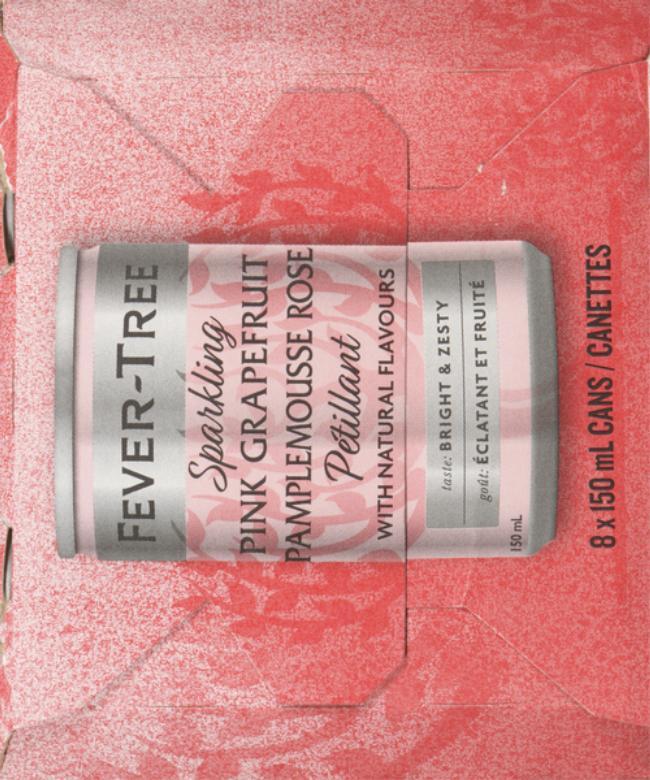 FEVER-TREE
Sparkling
PINK GRAPEFRUIT
PAMPLEMOUSSE ROSE
Pétillant
WITH NATURAL FLAVOURS
taste: BRIGHT & ZESTY
goût: ÉCLATANT ET FRUITÉ
150 mL
8 x 150 mL CANS / CANETTES